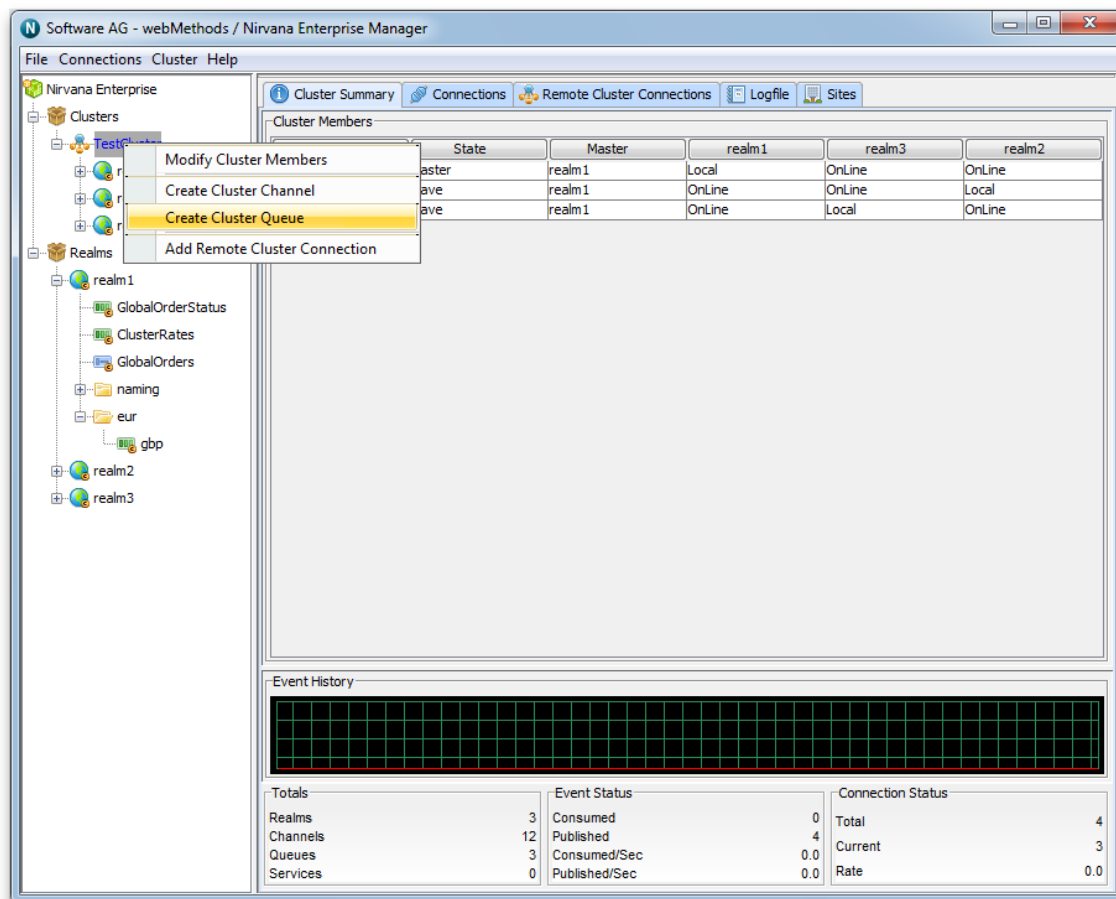 Software AG - webMethods / Nirvana Enterprise Manager
File Connections Cluster Help
Nirvana Enterprise
Clusters
TestCluster
Modify Cluster Members
Create Cluster Channel
Create Cluster Queue
Add Remote Cluster Connection
Realms
realm1
GlobalOrderStatus
ClusterRates
GlobalOrders
naming
eur
gbp
realm2
realm3
Cluster Summary Connections Remote Cluster Connections Logfile Sites
Cluster Members
State Master realm1 realm3 realm2
aster realm1 Local OnLine OnLine
ave realm1 OnLine OnLine Local
ave realm1 OnLine Local OnLine
Event History
Totals
Realms 3
Channels 12
Queues 3
Services 0
Event Status
Consumed 0
Published 4
Consumed/Sec 0.0
Published/Sec 0.0
Connection Status
Total 4
Current 3
Rate 0.0